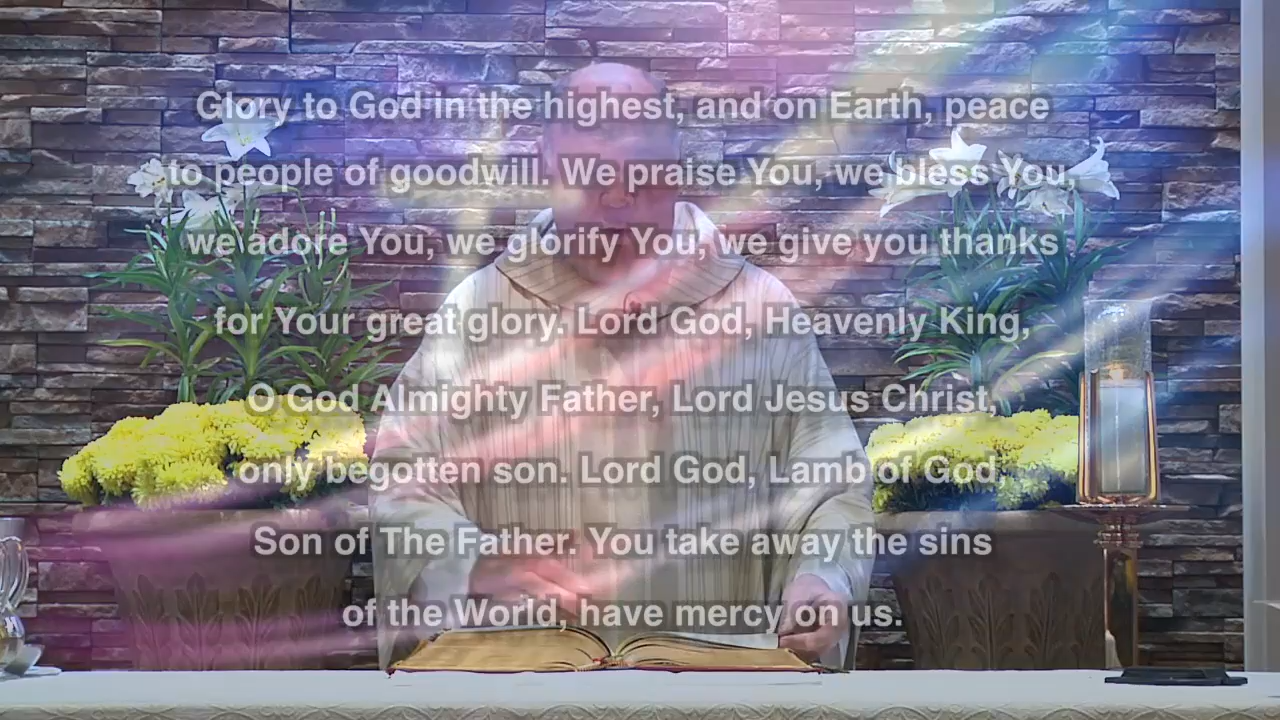 Glory to God in the highest, and on Earth, peace
to people of goodwill. We praise You, we bless You
we adore You, we glorify You, we give you thanks
for Your great glory. Lord God, Heavenly King,
O God Almighty Father, Lord Jesus Christ,
only begotten son. Lord God, Lamb of God
Son of The Father. You take away the sins
of the World, have mercy on us.